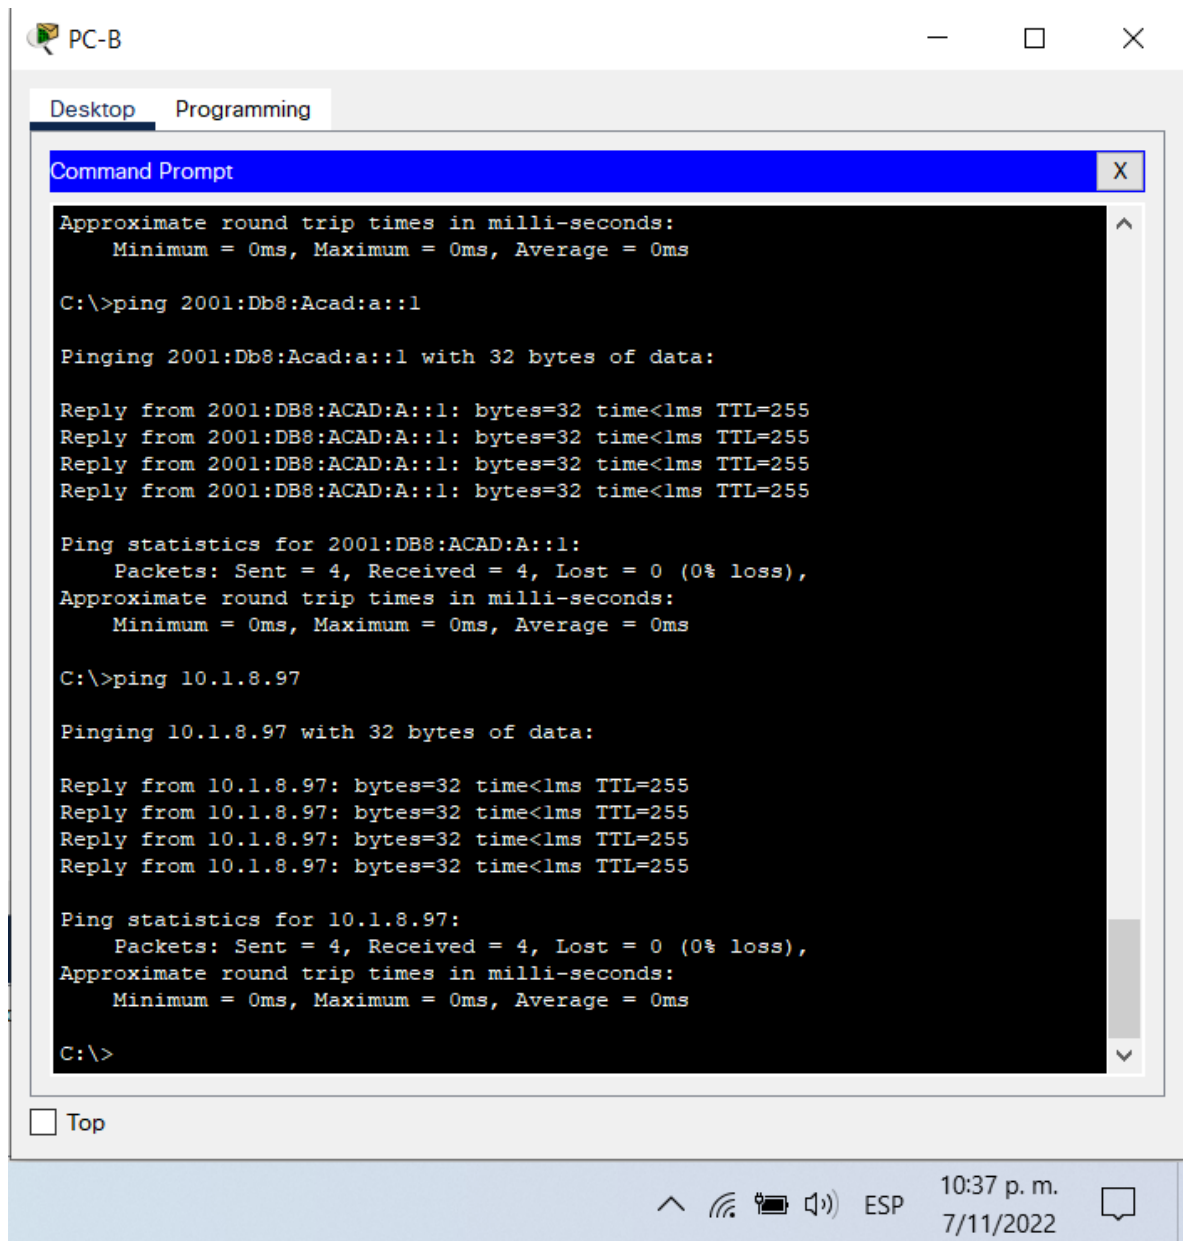 PC-B
Desktop Programming
Command Prompt X
Approximate round trip times in milli-seconds:
    Minimum = 0ms, Maximum = 0ms, Average = 0ms
C:\>ping 2001:Db8:Acad:a::1
Pinging 2001:Db8:Acad:a::1 with 32 bytes of data:
Reply from 2001:DB8:ACAD:A::1: bytes=32 time<1ms TTL=255
Reply from 2001:DB8:ACAD:A::1: bytes=32 time<1ms TTL=255
Reply from 2001:DB8:ACAD:A::1: bytes=32 time<1ms TTL=255
Reply from 2001:DB8:ACAD:A::1: bytes=32 time<1ms TTL=255
Ping statistics for 2001:DB8:ACAD:A::1:
    Packets: Sent = 4, Received = 4, Lost = 0 (0% loss),
Approximate round trip times in milli-seconds:
    Minimum = 0ms, Maximum = 0ms, Average = 0ms
C:\>ping 10.1.8.97
Pinging 10.1.8.97 with 32 bytes of data:
Reply from 10.1.8.97: bytes=32 time<1ms TTL=255
Reply from 10.1.8.97: bytes=32 time<1ms TTL=255
Reply from 10.1.8.97: bytes=32 time<1ms TTL=255
Reply from 10.1.8.97: bytes=32 time<1ms TTL=255
Ping statistics for 10.1.8.97:
    Packets: Sent = 4, Received = 4, Lost = 0 (0% loss),
Approximate round trip times in milli-seconds:
    Minimum = 0ms, Maximum = 0ms, Average = 0ms
C:\>
Top
ESP
10:37 p. m.
7/11/2022